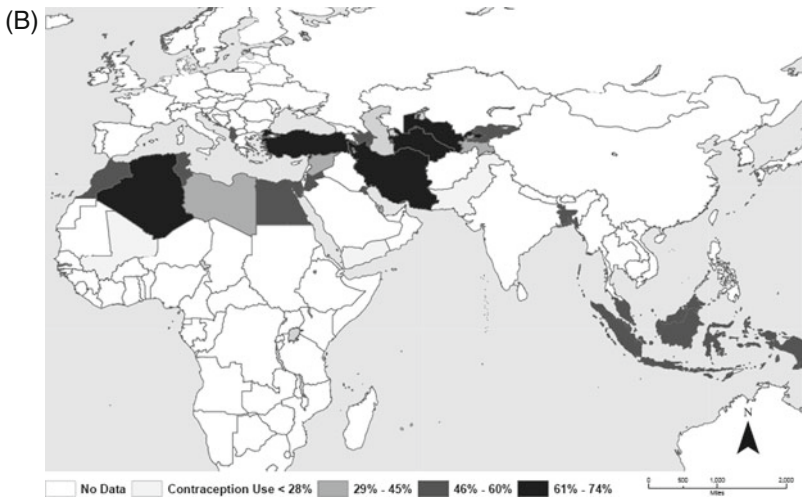 (B)
N
No Data Contraception Use < 28% 29% - 45% 46% - 60% 61% - 74%
0 500 1,000 2,000
Miles